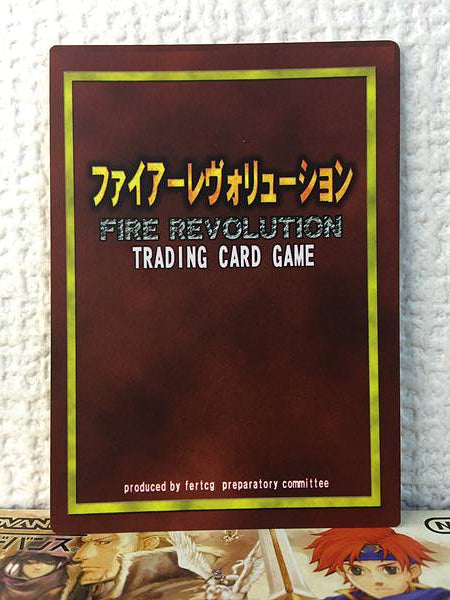 ファイアーレヴォリューション
FIRE REVOLUTION
TRADING CARD GAME
produced by fertcg preparatory committee